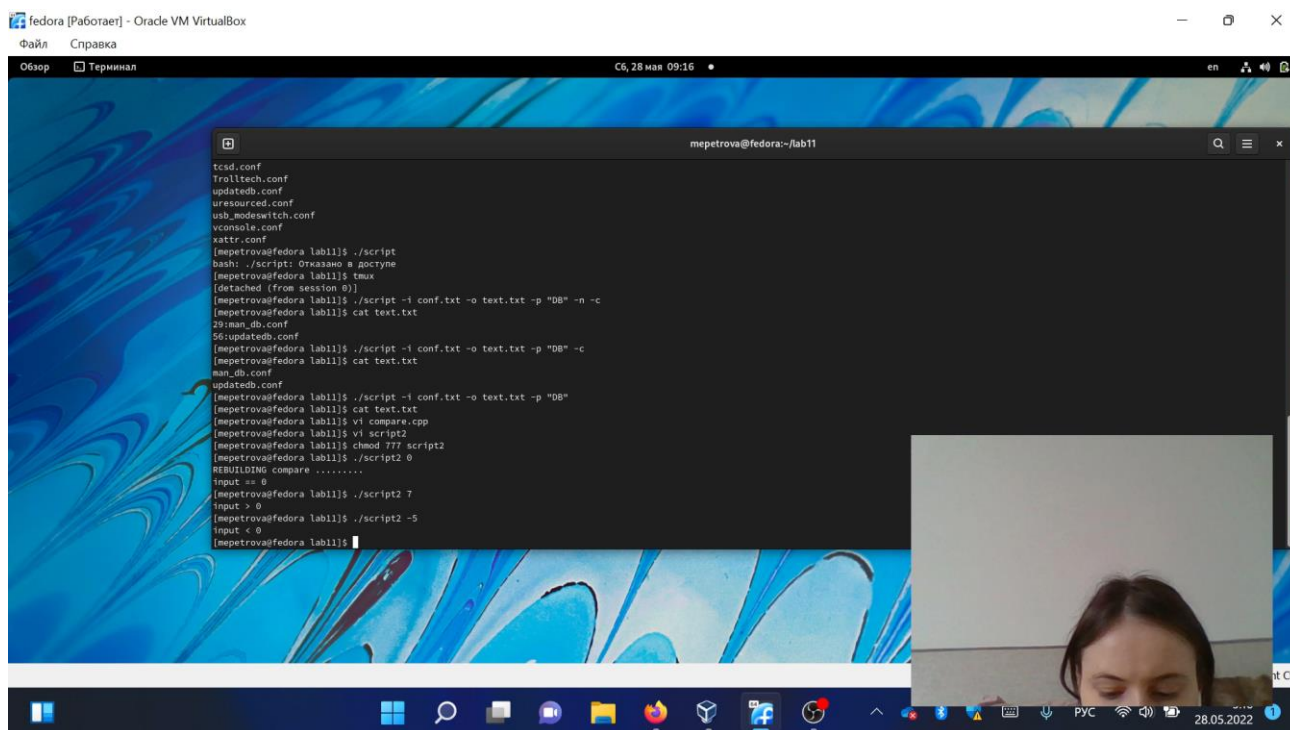 fedora [Работает] - Oracle VM VirtualBox
Файл Справка
Обзор Терминал Сб, 28 мая 09:16 en
mepetrova@fedora:~/lab11
tcsd.conf
Trolltech.conf
updatedb.conf
uresourced.conf
usb_modeswitch.conf
vconsole.conf
xattr.conf
[mepetrova@fedora lab11]$ ./script
bash: ./script: Отказано в доступе
[mepetrova@fedora lab11]$ tmux
[detached (from session 0)]
[mepetrova@fedora lab11]$ ./script -i conf.txt -o text.txt -p "DB" -n -c
[mepetrova@fedora lab11]$ cat text.txt
29:man_db.conf
56:updatedb.conf
[mepetrova@fedora lab11]$ ./script -i conf.txt -o text.txt -p "DB" -c
[mepetrova@fedora lab11]$ cat text.txt
man_db.conf
updatedb.conf
[mepetrova@fedora lab11]$ ./script -i conf.txt -o text.txt -p "DB"
[mepetrova@fedora lab11]$ cat text.txt
[mepetrova@fedora lab11]$ vi compare.cpp
[mepetrova@fedora lab11]$ vi script2
[mepetrova@fedora lab11]$ chmod 777 script2
[mepetrova@fedora lab11]$ ./script2 0
REBUILDING compare .........
input == 0
[mepetrova@fedora lab11]$ ./script2 7
input > 0
[mepetrova@fedora lab11]$ ./script2 -5
input < 0
[mepetrova@fedora lab11]$
РУС
28.05.2022 1